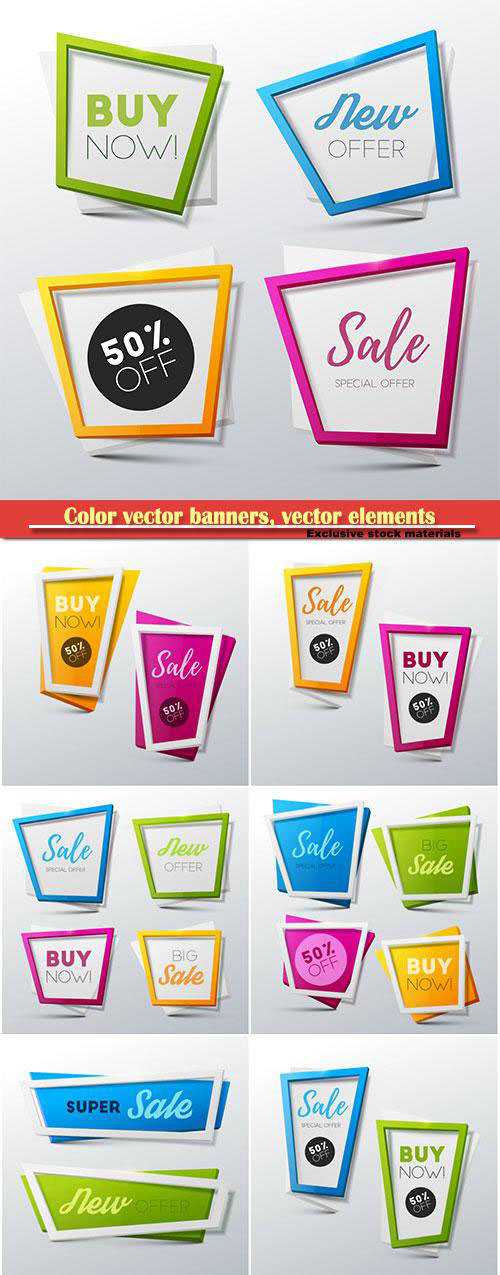 BUY
NOW!
New
OFFER
50%
OFF
Sale
SPECIAL OFFER
Color vector banners, vector elements
Exclusive stock materials
BUY
NOW!
50%
OFF
Sale
SPECIAL
50%
OFF
Sale
SPECIAL OFFER
50%
OFF
BUY
NOW!
50%
OFF
Sale
SPECIAL OFFER
New
OFFER
BUY
NOW!
BIG
Sale
Sale
SPECIAL OFFER
BIG
Sale
50%
OFF
BUY
NOW!
SUPER Sale
New OFFER
Sale
SPECIAL OFFER
50%
OFF
BUY
NOW!
50%
OFF